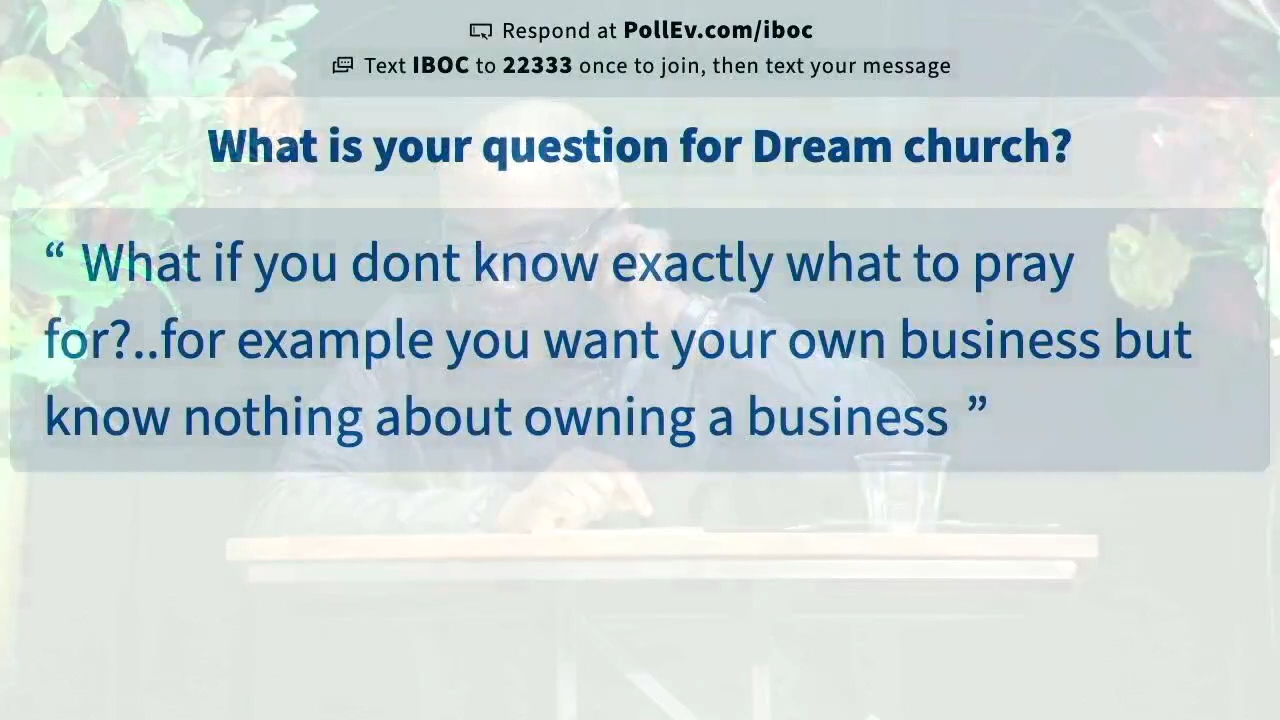 Respond at PollEv.com/iboc
Text IBOC to 22333 once to join, then text your message
What is your question for Dream church?
“ What if you dont know exactly what to pray
for?..for example you want your own business but
know nothing about owning a business ”